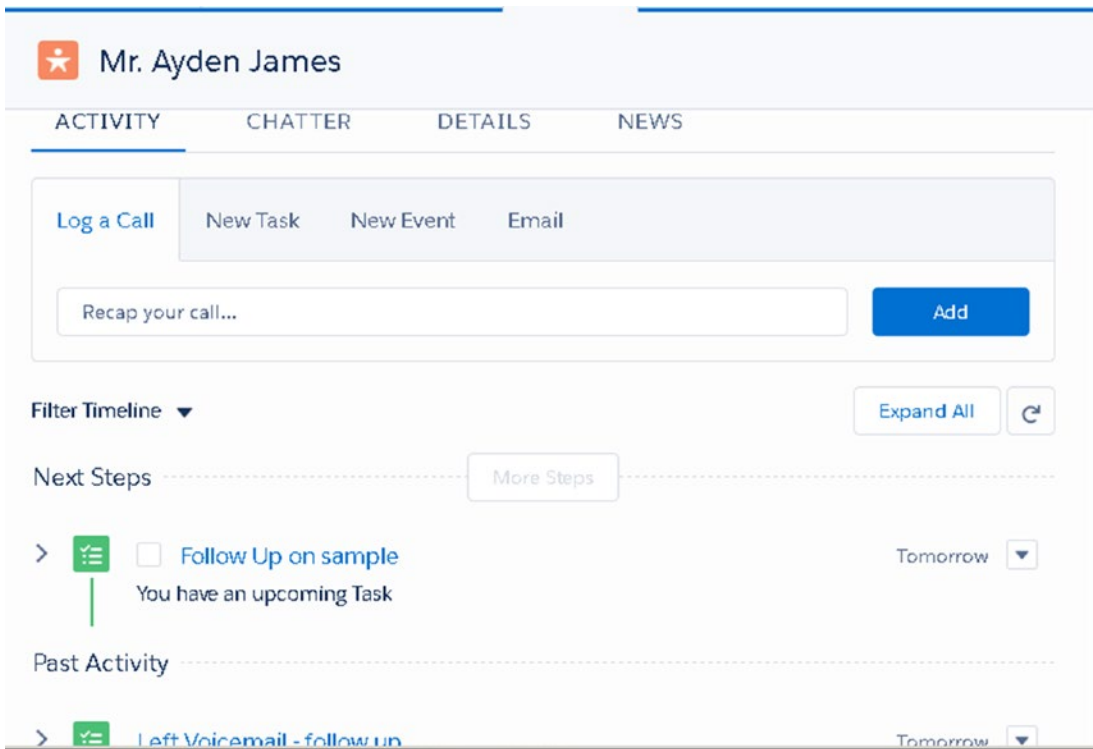 Mr. Ayden James
ACTIVITY CHATTER DETAILS NEWS
Log a Call New Task New Event Email
Recap your call... Add
Filter Timeline Expand All
Next Steps More Steps
Follow Up on sample Tomorrow
You have an upcoming Task
Past Activity
Left Voicemail - follow up Tomorrow